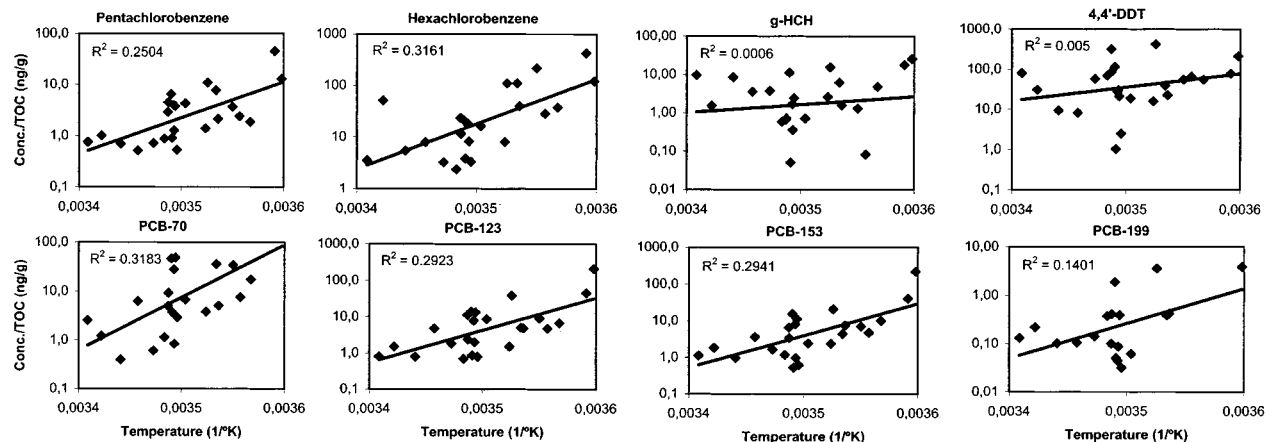 Pentachlorobenzene
Hexachlorobenzene
g-HCH
4,4'-DDT
Conc./TOC (ng/g)
100,0
10,0
1,0
0,1
R² = 0.2504
0,0034
0,0035
0,0036
1000
100
10
1
R² = 0.3161
0,0034
0,0035
0,0036
100,00
10,00
1,00
0,10
0,01
R² = 0.0006
0,0034
0,0035
0,0036
1000,0
100,0
10,0
1,0
0,1
R² = 0.005
0,0034
0,0035
0,0036
PCB-70
PCB-123
PCB-153
PCB-199
Conc./TOC (ng/g)
100,0
10,0
1,0
0,1
R² = 0.3183
0,0034
0,0035
0,0036
Temperature (1/ºK)
1000,0
100,0
10,0
1,0
0,1
R² = 0.2923
0,0034
0,0035
0,0036
Temperature (1/ºK)
1000,0
100,0
10,0
1,0
0,1
R² = 0.2941
0,0034
0,0035
0,0036
Temperature (1/ºK)
10,00
1,00
0,10
0,01
R² = 0.1401
0,0034
0,0035
0,0036
Temperature (1/ºK)